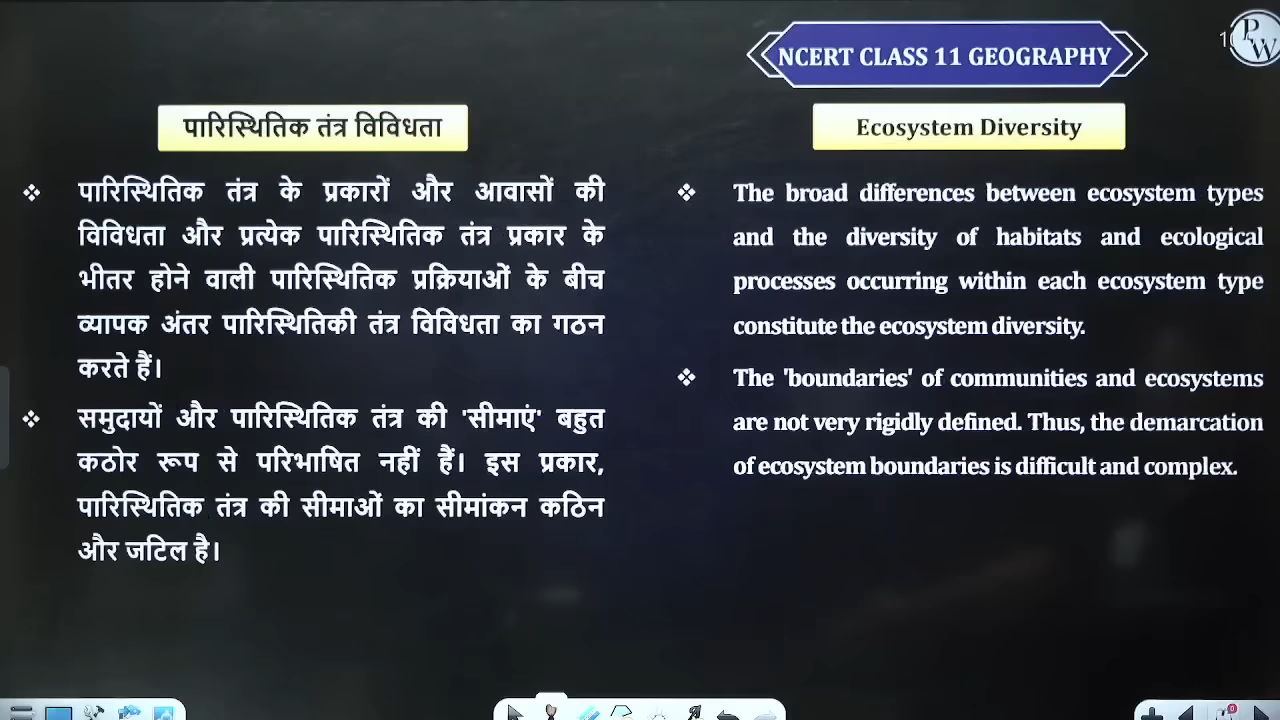 NCERT CLASS 11 GEOGRAPHY
PW
पारिस्थितिक तंत्र विविधता
❖ पारिस्थितिक तंत्र के प्रकारों और आवासों की
विविधता और प्रत्येक पारिस्थितिक तंत्र प्रकार के
भीतर होने वाली पारिस्थितिक प्रक्रियाओं के बीच
व्यापक अंतर पारिस्थितिकी तंत्र विविधता का गठन
करते हैं।
❖ समुदायों और पारिस्थितिक तंत्र की 'सीमाएं' बहुत
कठोर रूप से परिभाषित नहीं हैं। इस प्रकार,
पारिस्थितिक तंत्र की सीमाओं का सीमांकन कठिन
और जटिल है।
Ecosystem Diversity
❖ The broad differences between ecosystem types
and the diversity of habitats and ecological
processes occurring within each ecosystem type
constitute the ecosystem diversity.
❖ The 'boundaries' of communities and ecosystems
are not very rigidly defined. Thus, the demarcation
of ecosystem boundaries is difficult and complex.